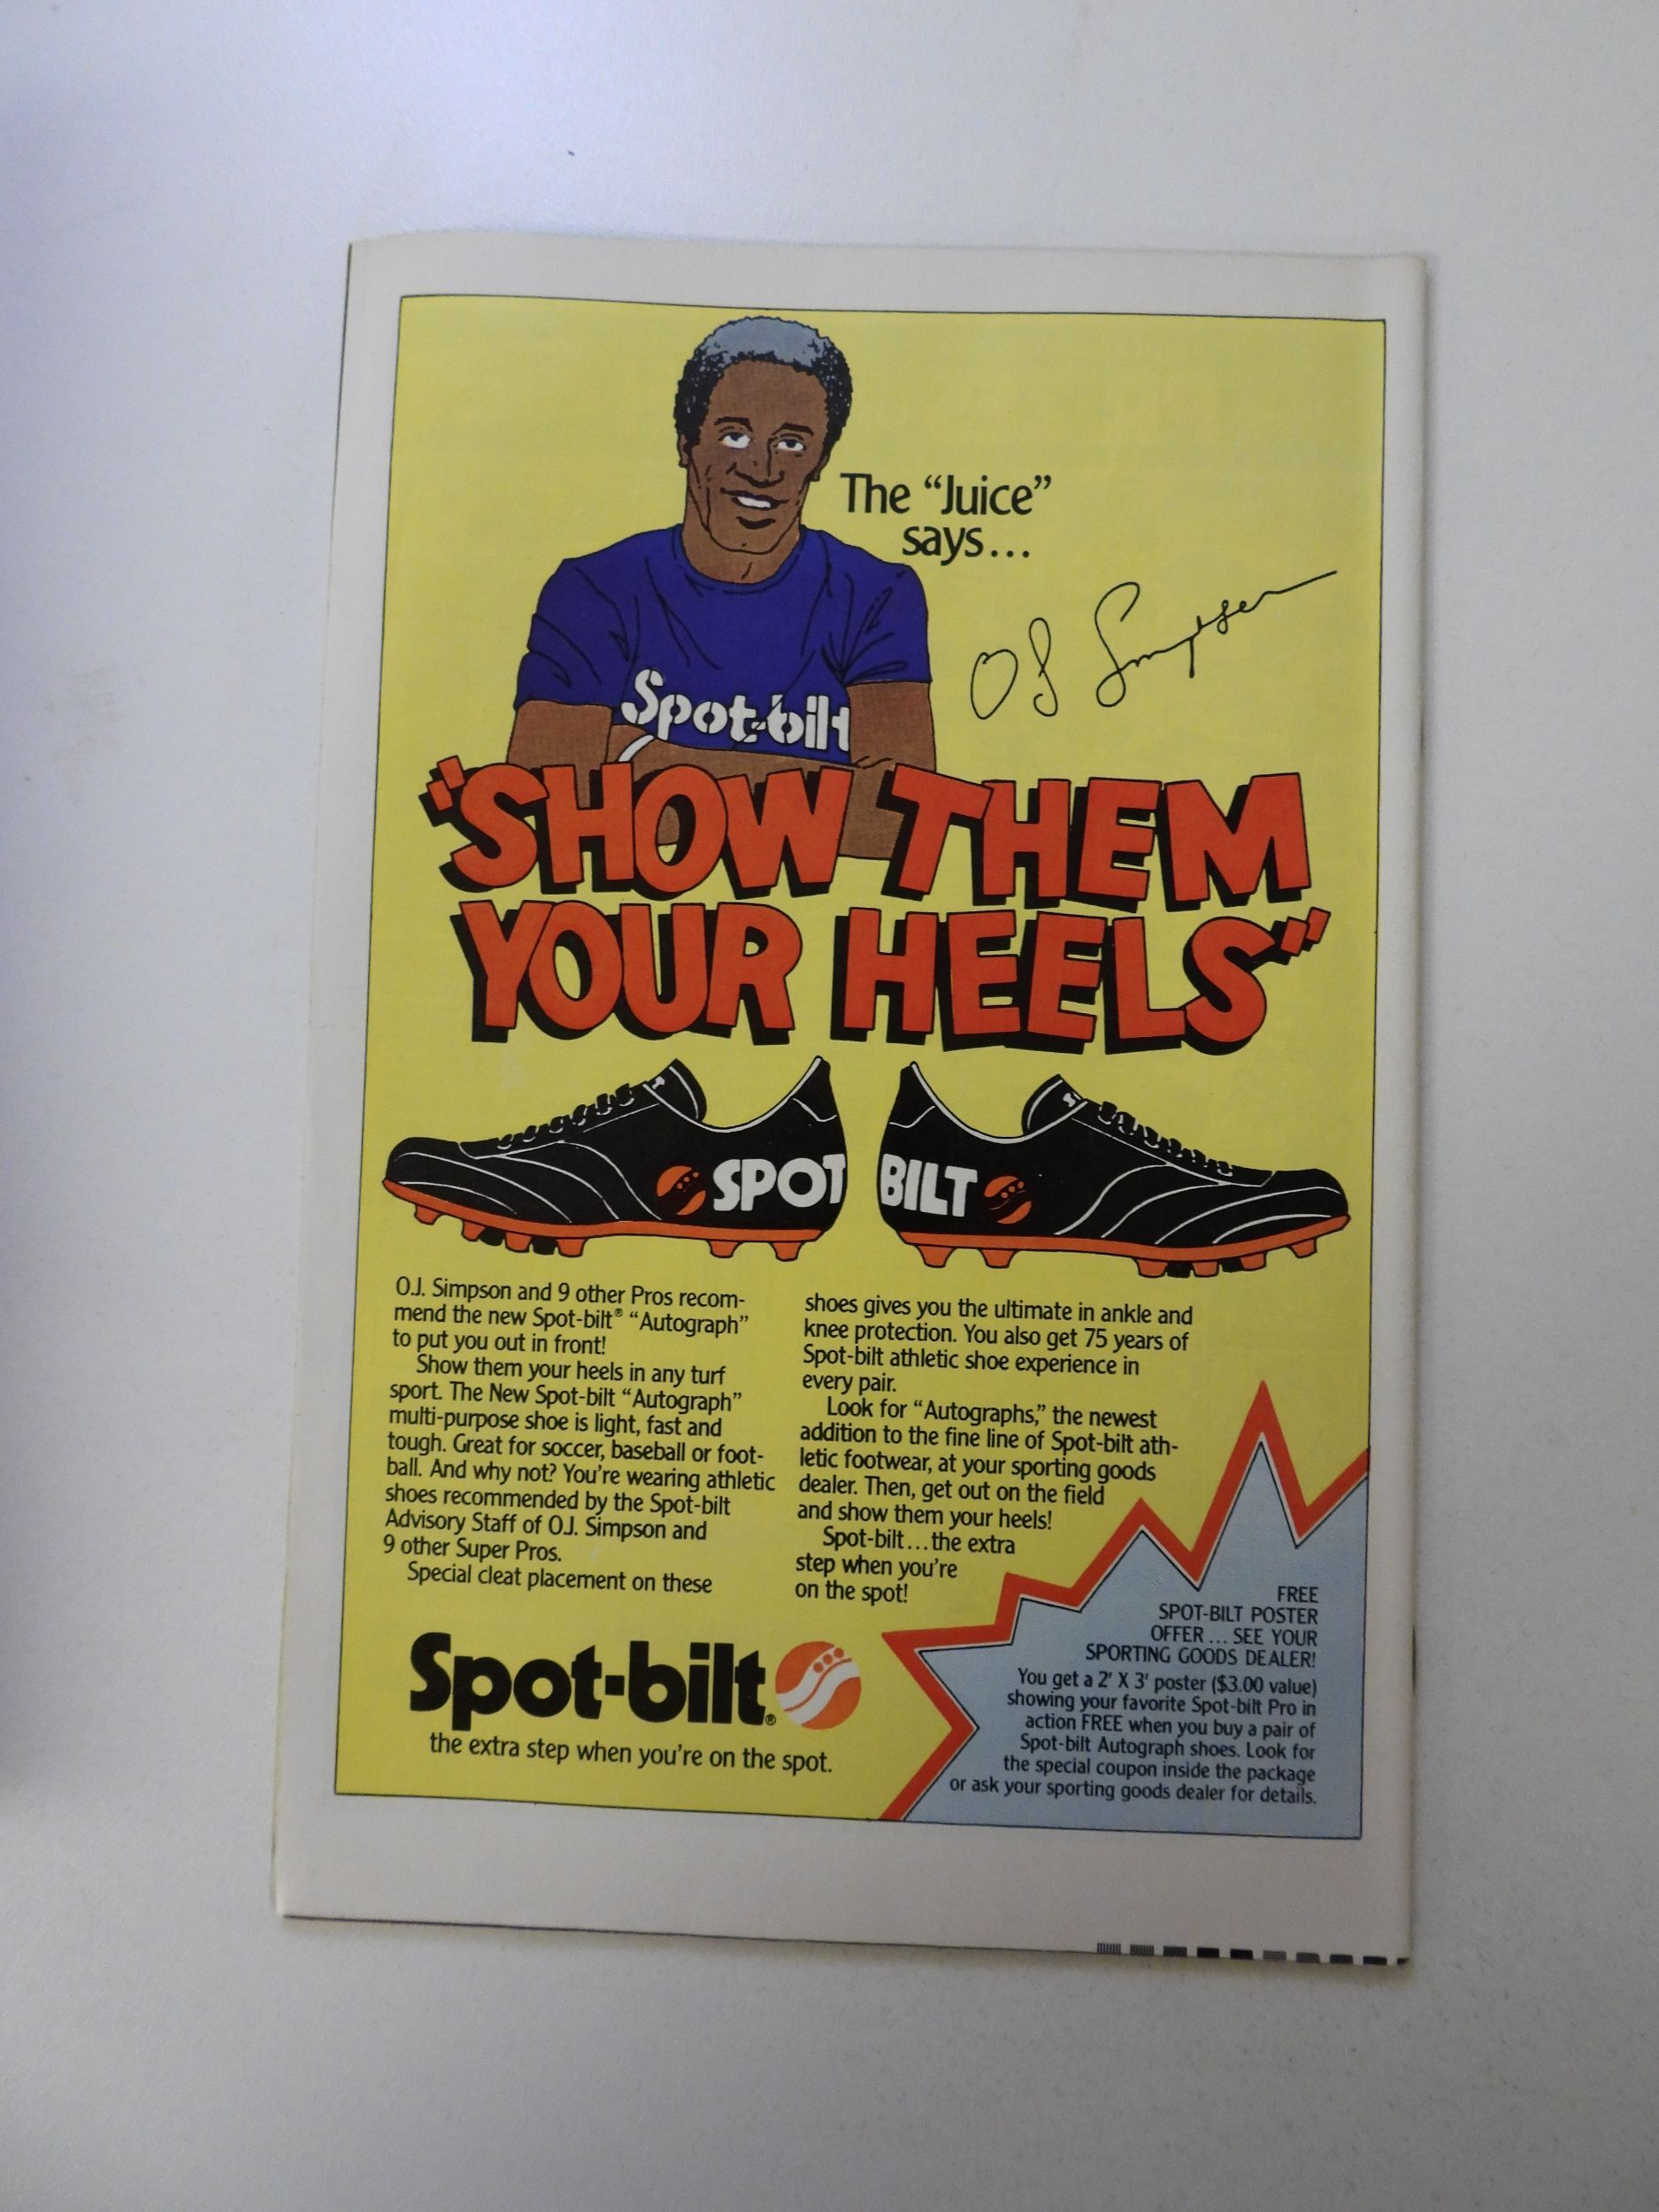 The “Juice”
says...
OJ Simpson
Spot-bilt
"SHOW THEM
YOUR HEELS"
SPOT BILT
O.J. Simpson and 9 other Pros recom-
mend the new Spot-bilt® “Autograph”
to put you out in front!
Show them your heels in any turf
sport. The New Spot-bilt “Autograph”
multi-purpose shoe is light, fast and
tough. Great for soccer, baseball or foot-
ball. And why not? You’re wearing athletic
shoes recommended by the Spot-bilt
Advisory Staff of O.J. Simpson and
9 other Super Pros.
Special cleat placement on these
shoes gives you the ultimate in ankle and
knee protection. You also get 75 years of
Spot-bilt athletic shoe experience in
every pair.
Look for “Autographs,” the newest
addition to the fine line of Spot-bilt ath-
letic footwear, at your sporting goods
dealer. Then, get out on the field
and show them your heels!
Spot-bilt...the extra
step when you’re
on the spot!
Spot-bilt®
the extra step when you’re on the spot.
FREE
SPOT-BILT POSTER
OFFER ... SEE YOUR
SPORTING GOODS DEALER!
You get a 2' X 3' poster ($3.00 value)
showing your favorite Spot-bilt Pro in
action FREE when you buy a pair of
Spot-bilt Autograph shoes. Look for
the special coupon inside the package
or ask your sporting goods dealer for details.